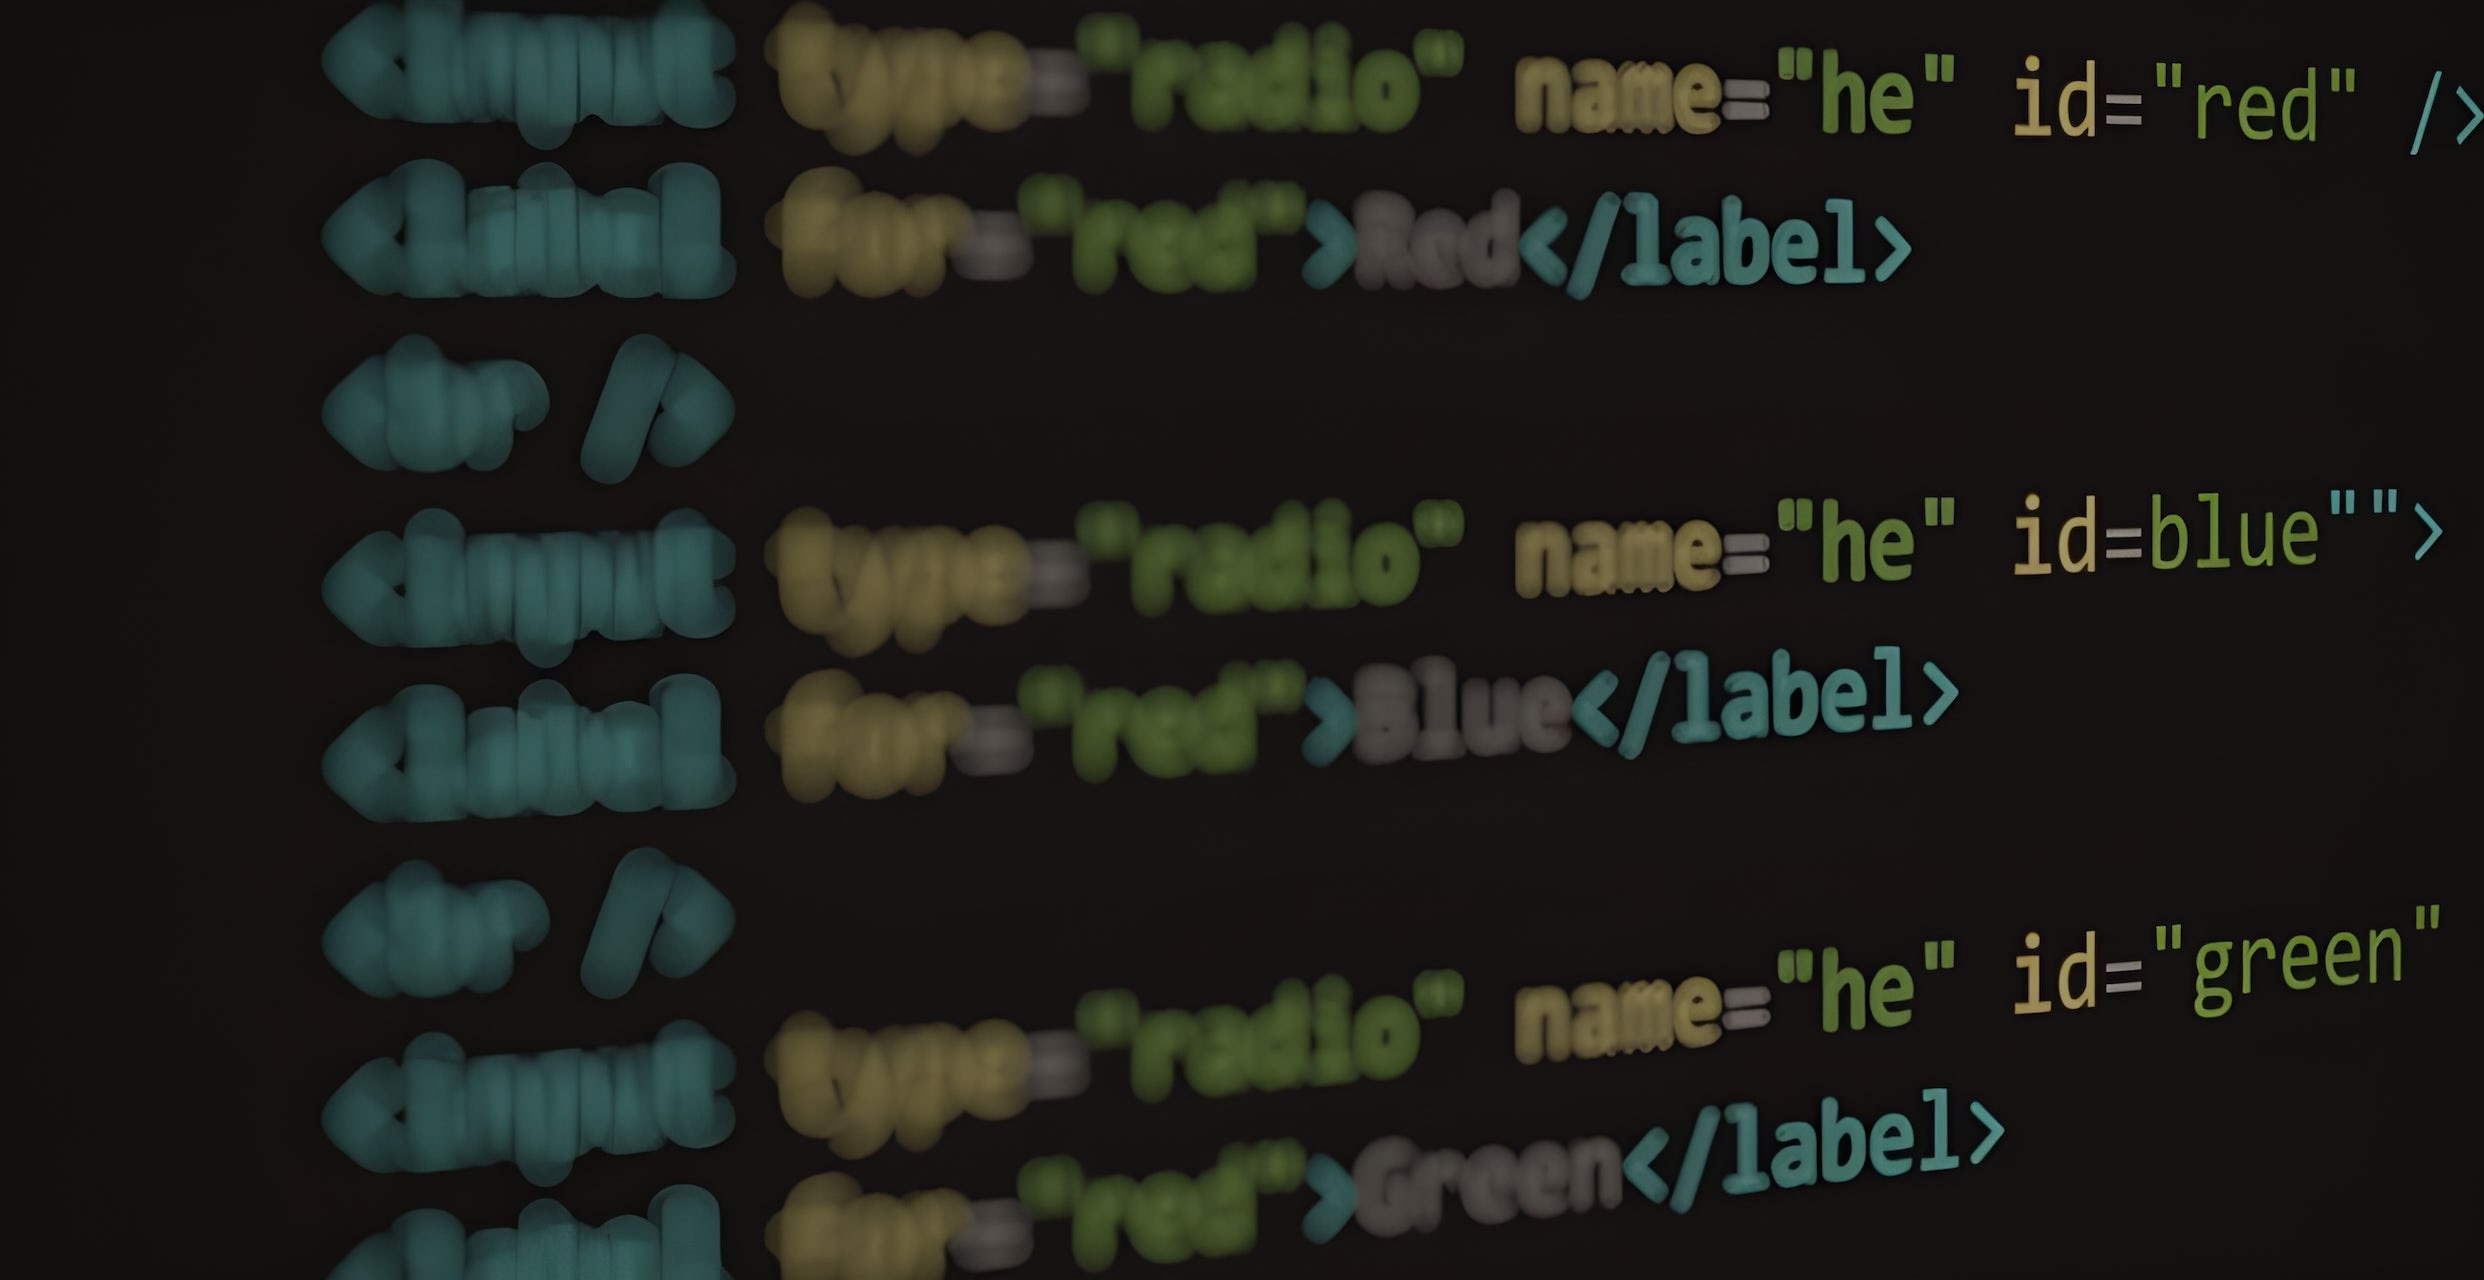 <input type="radio" name="he" id="red" />
<label for="red">Red</label>
<br />
<input type="radio" name="he" id=blue"">
<label for="red">Blue</label>
<br />
<input type="radio" name="he" id="green"
<label for="red">Green</label>